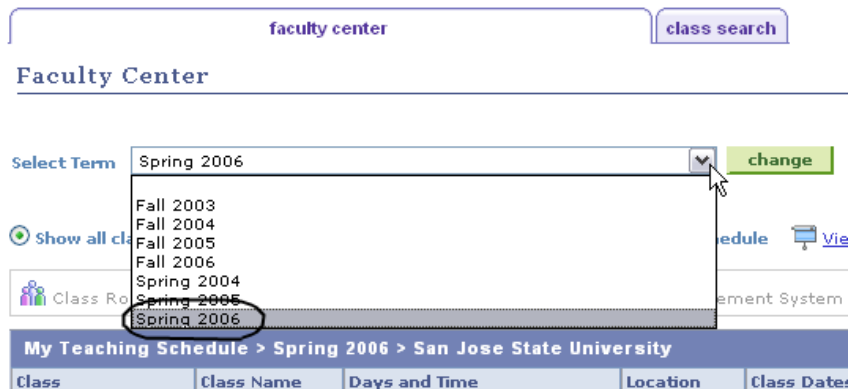 faculty center class search
Faculty Center
Select Term Spring 2006 change
Fall 2003
Fall 2004
Show all cla Fall 2005 edule Vie
Fall 2006
Spring 2004
Class Ro Spring 2005 ement System
Spring 2006
My Teaching Schedule > Spring 2006 > San Jose State University
Class Class Name Days and Time Location Class Dates